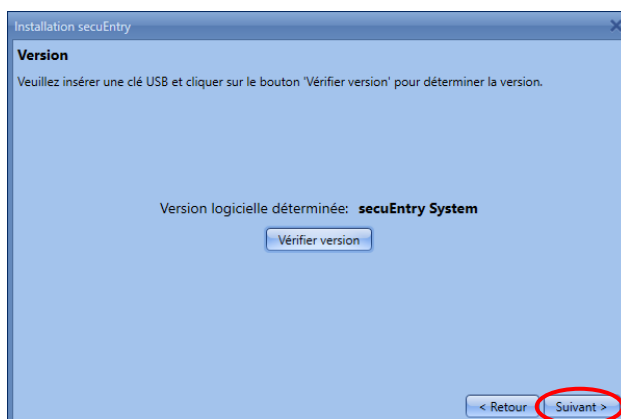 Installation secuEntry
Version
Veuillez insérer une clé USB et cliquer sur le bouton 'Vérifier version' pour déterminer la version.
Version logicielle déterminée: secuEntry System
Vérifier version
< Retour Suivant >